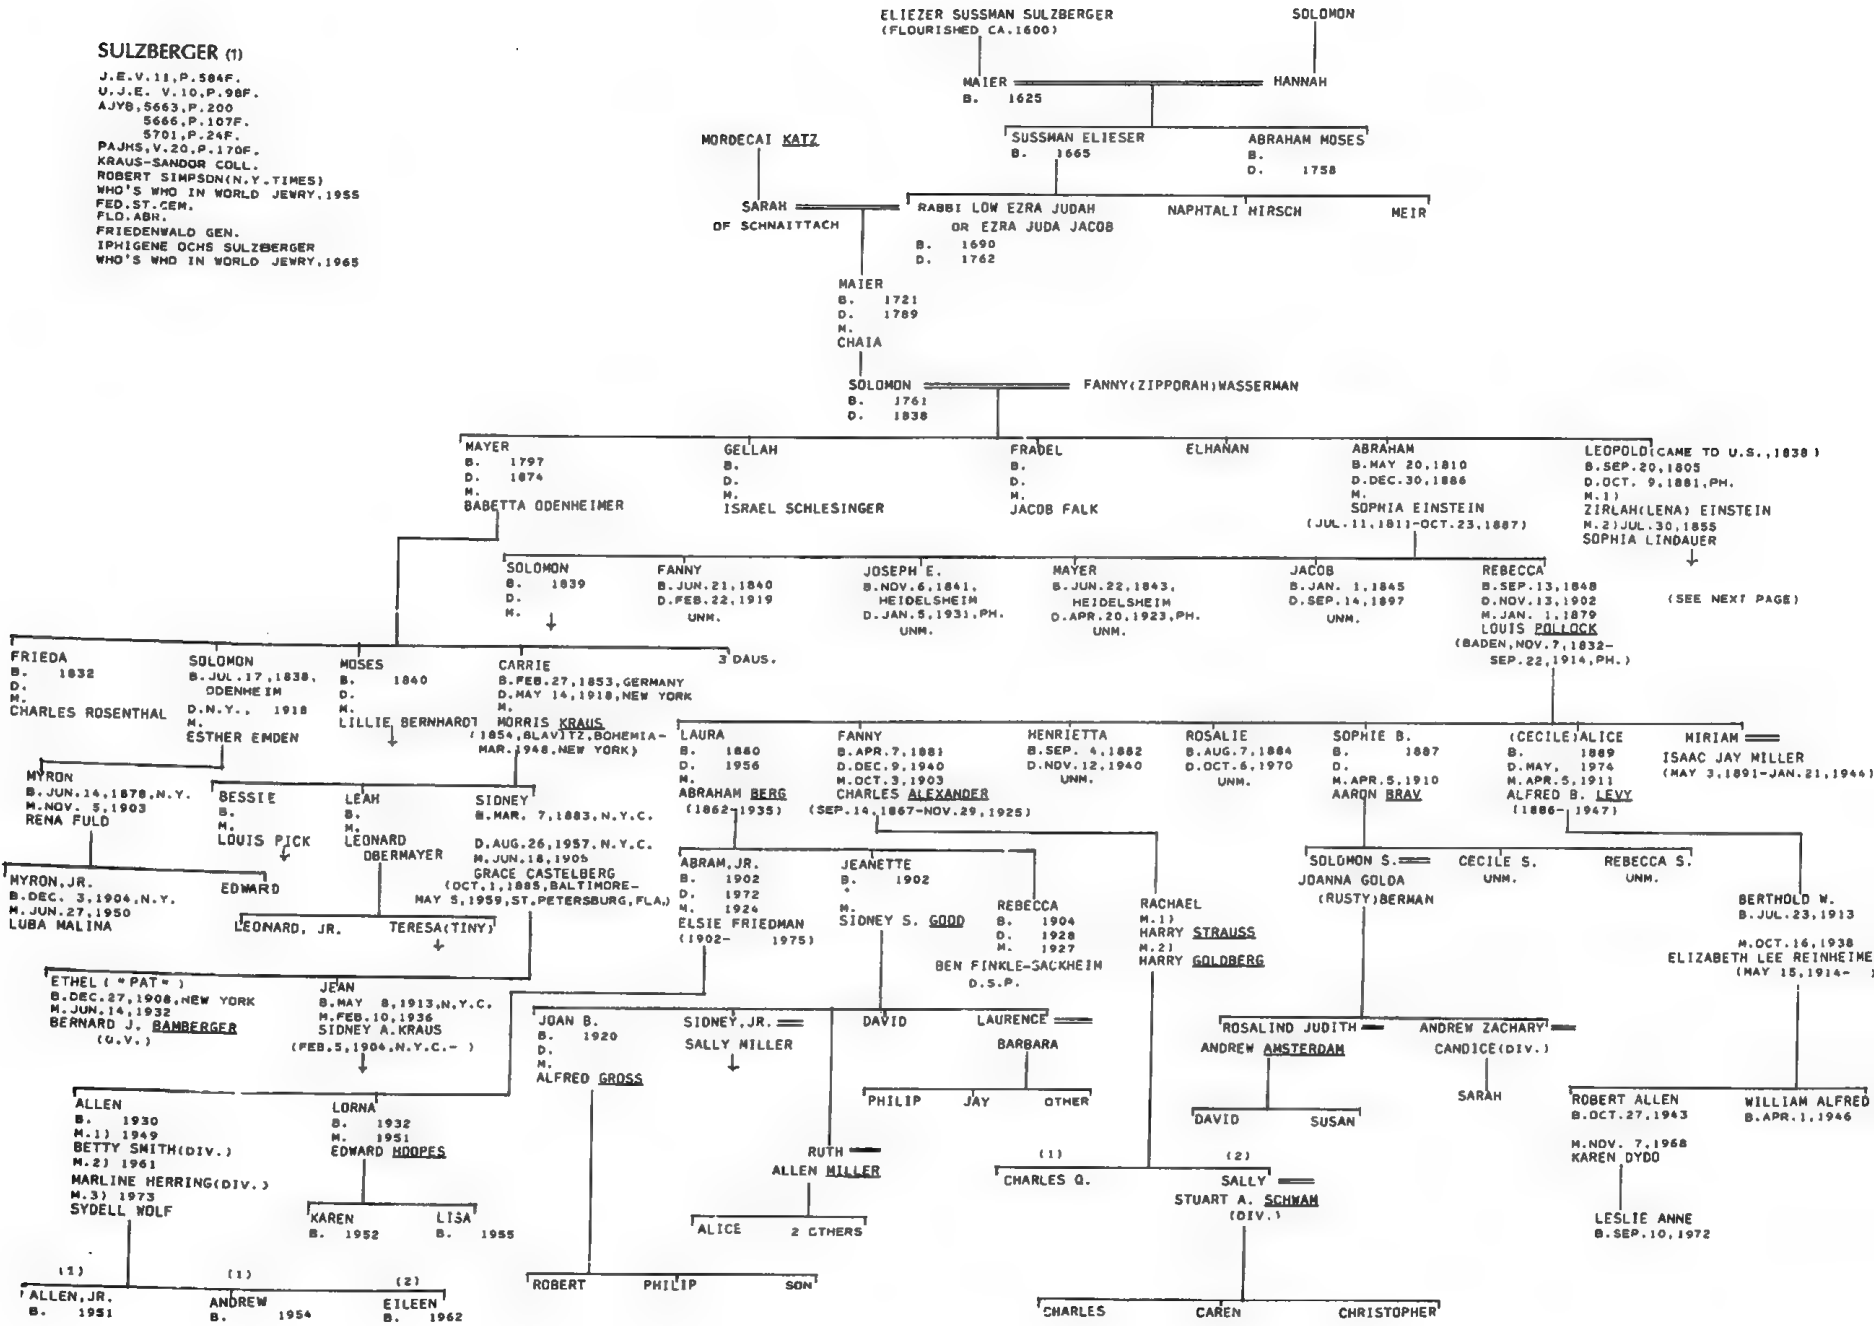 SULZBERGER (1)
J.E.V.11,P.584F.
U.J.E. V.10,P.98F.
AJYB,5663,P.200
5666,P.107F.
5701,P.24F.
PAJHS,V.20,P.170F.
KRAUS-SANDOR COLL.
ROBERT SIMPSON(N.Y.TIMES)
WHO'S WHO IN WORLD JEWRY,1955
FED.ST.CEM.
FLO.ABR.
FRIEDENWALD GEN.
IPHIGENE OCHS SULZBERGER
WHO'S WHO IN WORLD JEWRY,1965
ELIEZER SUSSMAN SULZBERGER
(FLOURISHED CA.1600)
SOLOMON
MAIER
B. 1625
HANNAH
SUSSMAN ELIESER
B. 1665
ABRAHAM MOSES
B.
D. 1758
MORDECAI KATZ
SARAH
OF SCHNAITTACH
RABBI LOW EZRA JUDAH
OR EZRA JUDA JACOB
B. 1690
D. 1762
NAPHTALI HIRSCH
MEIR
MAIER
B. 1721
D. 1789
M.
CHAIA
SOLOMON
B. 1761
D. 1838
FANNY(ZIPPORAH)WASSERMAN
MAYER
B. 1797
D. 1874
M.
BABETTA ODENHEIMER
GELLAH
B.
D.
M.
ISRAEL SCHLESINGER
FRADEL
B.
D.
M.
JACOB FALK
ELHANAN
ABRAHAM
B.MAY 20,1810
D.DEC.30,1886
M.
SOPHIA EINSTEIN
(JUL.11,1811-OCT.23,1887)
LEOPOLD(CAME TO U.S.,1838)
B.SEP.20,1805
D.OCT. 9,1881,PH.
M.1)
ZIRLAH(LENA) EINSTEIN
M.2)JUL.30,1855
SOPHIA LINDAUER
(SEE NEXT PAGE)
SOLOMON
B. 1839
D.
M.
FANNY
B.JUN.21,1840
D.FEB.22,1919
UNM.
JOSEPH E.
B.NOV.6,1841,
HEIDELSHEIM
D.JAN.5,1931,PH.
UNM.
MAYER
B.JUN.22,1843,
HEIDELSHEIM
D.APR.20,1923,PH.
UNM.
JACOB
B.JAN. 1,1845
D.SEP.14,1897
UNM.
REBECCA
B.SEP.13,1848
D.NOV.13,1902
M.JAN. 1,1879
LOUIS POLLOCK
(BADEN,NOV.7,1832-
SEP.22,1914,PH.)
FRIEDA
B. 1832
D.
M.
CHARLES ROSENTHAL
SOLOMON
B.JUL.17,1838,
ODENHEIM
D.N.Y., 1918
M.
ESTHER EMDEN
MOSES
B. 1840
D.
M.
LILLIE BERNHARDT
CARRIE
B.FEB.27,1853,GERMANY
D.MAY 14,1918,NEW YORK
M.
MORRIS KRAUS
(1854,BLAVITZ,BOHEMIA-
MAR.1948,NEW YORK)
3 DAUS.
LAURA
B. 1880
D. 1956
M.
ABRAHAM BERG
(1862-1935)
FANNY
B.APR.7,1881
D.DEC.9,1940
M.OCT.3,1903
CHARLES ALEXANDER
(SEP.14,1867-NOV.29,1925)
HENRIETTA
B.SEP. 4,1882
D.NOV.12,1940
UNM.
ROSALIE
B.AUG.7,1884
D.OCT.6,1970
UNM.
SOPHIE B.
B. 1887
D.
M.APR.5,1910
AARON BRAV
(CECILE)ALICE
B. 1889
D.MAY, 1974
M.APR.5,1911
ALFRED B. LEVY
(1886- 1947)
MIRIAM
ISAAC JAY MILLER
(MAY 3,1891-JAN.21,1944)
MYRON
B.JUN.14,1878,N.Y.
M.NOV. 5,1903
RENA FULD
BESSIE
B.
M.
LOUIS PICK
LEAH
B.
M.
LEONARD
OBERMAYER
SIDNEY
B.MAR. 7,1883,N.Y.C.
D.AUG.26,1957,N.Y.C.
M.JUN.18,1905
GRACE CASTELBERG
(OCT.1,1885,BALTIMORE-
MAY 5,1959,ST.PETERSBURG,FLA.)
ABRAM,JR.
B. 1902
D. 1972
M. 1924
ELSIE FRIEDMAN
(1902- 1975)
JEANETTE
B. 1902
M.
SIDNEY S. GOOD
REBECCA
B. 1904
D. 1928
M. 1927
BEN FINKLE-SACKHEIM
D.S.P.
RACHAEL
M.1)
HARRY STRAUSS
M.2)
HARRY GOLDBERG
SOLOMON S.
JOANNA GOLDA
(RUSTY)BERMAN
CECILE S.
UNM.
REBECCA S.
UNM.
BERTHOLD W.
B.JUL.23,1913
M.OCT.16,1938
ELIZABETH LEE REINHEIME
(MAY 15,1914- )
MYRON,JR.
B.DEC. 3,1904,N.Y.
M.JUN.27,1950
LUBA MALINA
EDWARD
LEONARD, JR.
TERESA(TINY)
ETHEL ("PAT")
B.DEC.27,1908,NEW YORK
M.JUN.14,1932
BERNARD J. BAMBERGER
(Q.V.)
JEAN
B.MAY 8,1913,N.Y.C.
M.FEB.10,1936
SIDNEY A.KRAUS
(FEB.5,1904,N.Y.C.- )
JOAN B.
B. 1920
D.
M.
ALFRED GROSS
SIDNEY,JR.
SALLY MILLER
DAVID
LAURENCE
BARBARA
ROSALIND JUDITH
ANDREW AMSTERDAM
ANDREW ZACHARY
CANDICE(DIV.)
ALLEN
B. 1930
M.1) 1949
BETTY SMITH(DIV.)
M.2) 1961
MARLINE HERRING(DIV.)
M.3) 1973
SYDELL WOLF
LORNA
B. 1932
M. 1951
EDWARD HOOPES
PHILIP
JAY
OTHER
DAVID
SUSAN
SARAH
ROBERT ALLEN
B.OCT.27,1943
M.NOV. 7,1968
KAREN DYDO
WILLIAM ALFRED
B.APR.1,1946
RUTH
ALLEN MILLER
(1)
CHARLES Q.
(2)
SALLY
STUART A. SCHWAM
(DIV.)
KAREN
B. 1952
LISA
B. 1955
ALICE
2 OTHERS
LESLIE ANNE
B.SEP.10,1972
(1)
ALLEN,JR.
B. 1951
(1)
ANDREW
B. 1954
(2)
EILEEN
B. 1962
ROBERT
PHILIP
SON
CHARLES
CAREN
CHRISTOPHER